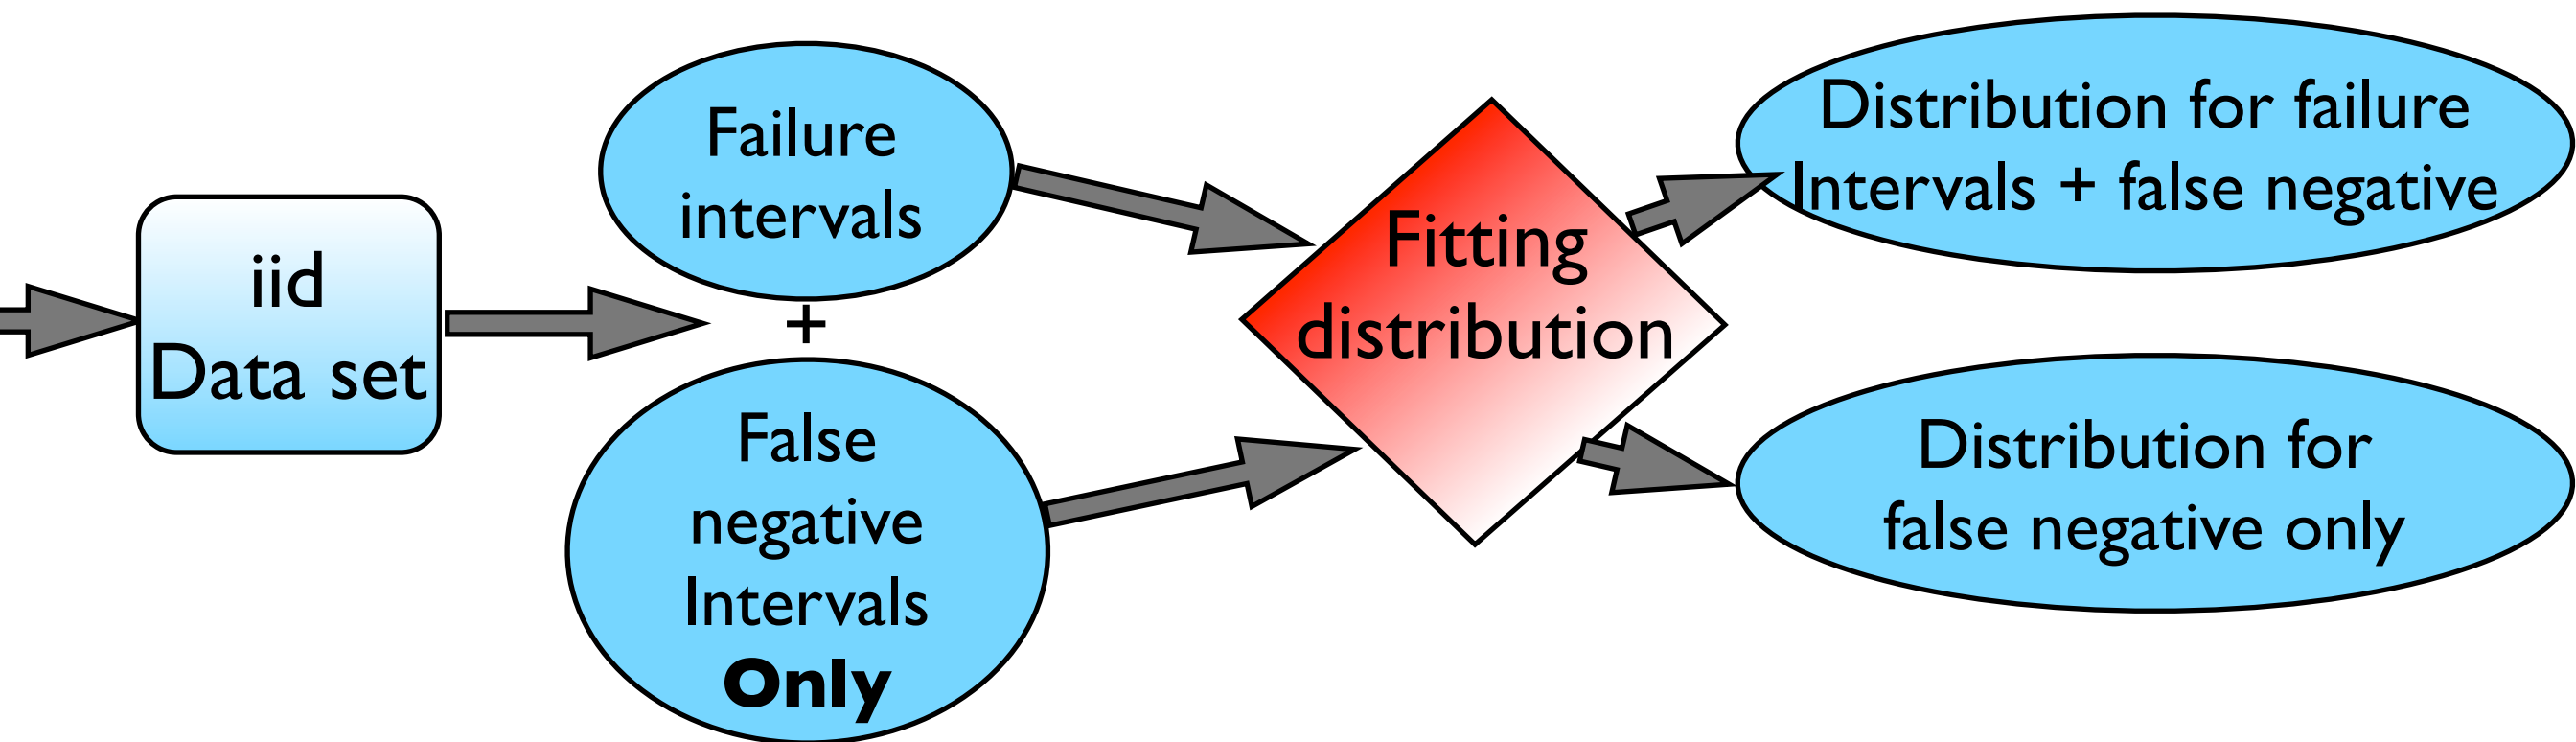 iid
Data set
Failure
intervals
+
False
negative
Intervals
Only
Fitting
distribution
Distribution for failure
Intervals + false negative
Distribution for
false negative only